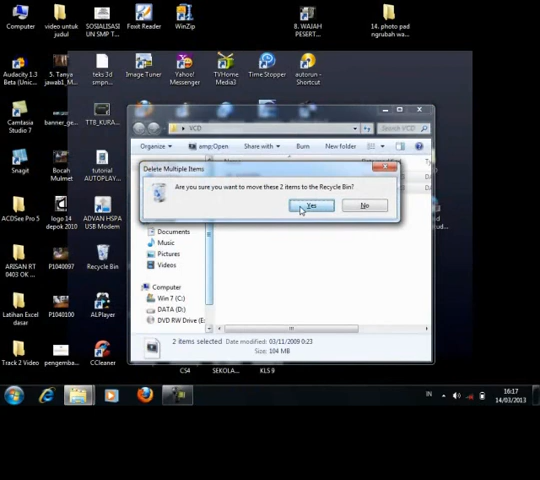 Computer
video untuk
judul
SOSIALISASI
UN SMP T...
Foxit Reader
WinZip
8. WAJAH
PESERT...
14. photo pad
ngrubah wa...
Audacity 1.3
Beta (Unic...
5. Tanya
jawab1_M...
teks 3d
smpn...
Image Tuner
Yahoo!
Messenger
TVHome
Media3
Time Stopper
autorun -
Shortcut
Camtasia
Studio 7
banner_ge...
TTB_KURA...
VCD
Search VCD
Organize
amp;Open
Share with
Burn
New folder
Snagit
Bocah
Mulmet
tutorial
AUTOPLAY...
Delete Multiple Items
Are you sure you want to move these 2 items to the Recycle Bin?
Yes
No
ACDSee Pro 5
logo 14
depok 2010
ADVAN HSPA
USB Modem
Documents
Music
Pictures
Videos
ARISAN RT
0403 OK ...
P1040097
Recycle Bin
Computer
Win 7 (C:)
DATA (D:)
DVD RW Drive (E
Latihan Excel
dasar
P1040100
ALPlayer
2 items selected
Date modified: 03/11/2009 0:23
Size: 104 MB
Track 2 Video
pengemba...
CCleaner
CS4
SEKOLA...
KLS 9
IN
16:17
14/03/2013